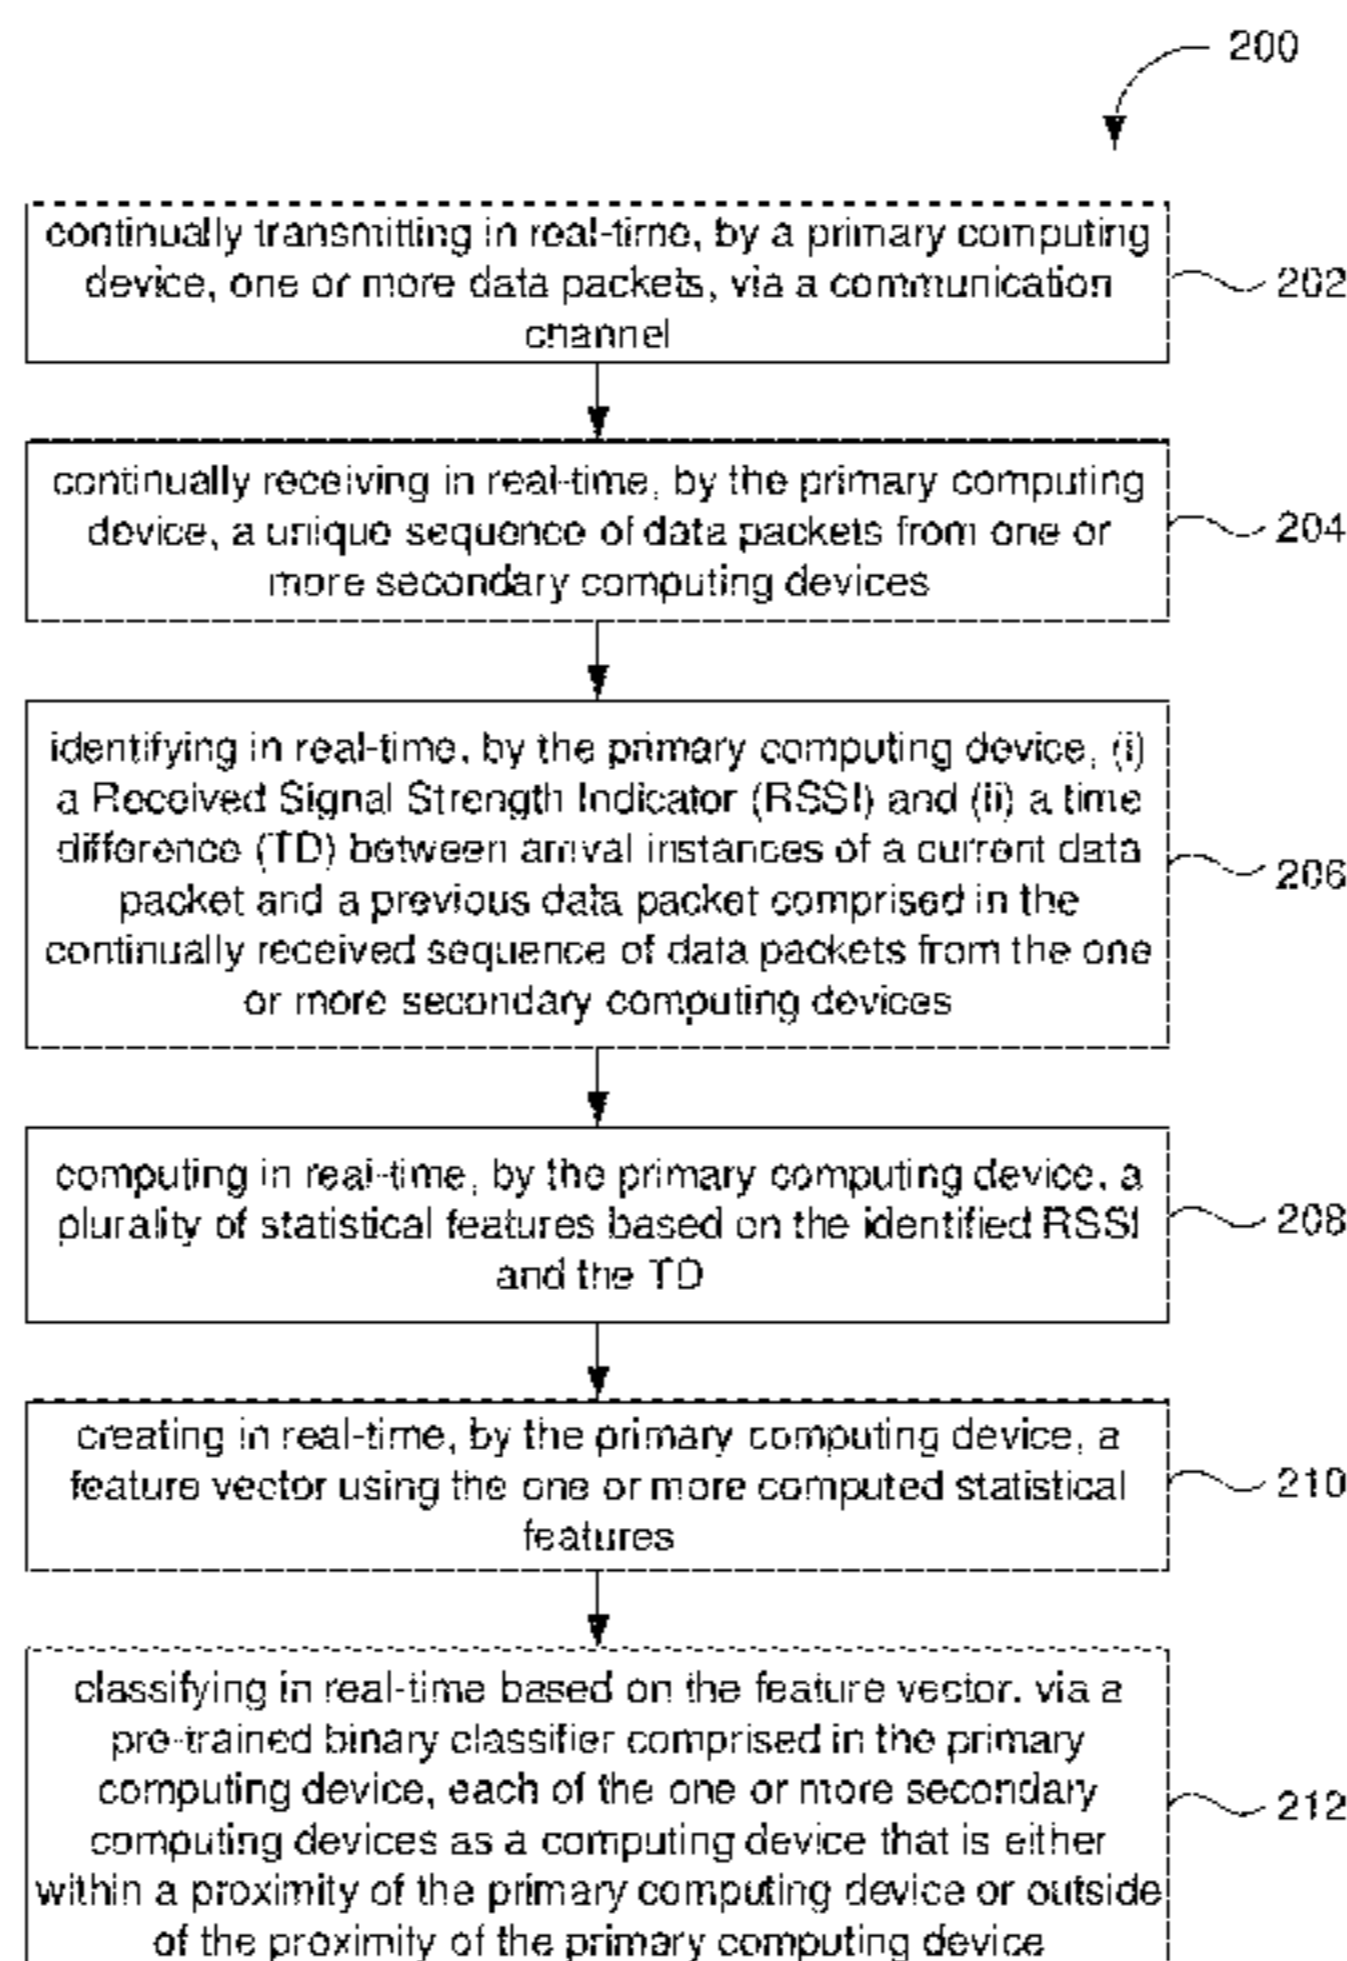 200
continually transmitting in real-time, by a primary computing
device, one or more data packets, via a communication
channel
202
continually receiving in real-time, by the primary computing
device, a unique sequence of data packets from one or
more secondary computing devices
204
identifying in real-time, by the primary computing device, (i)
a Received Signal Strength Indicator (RSSI) and (ii) a time
difference (TD) between arrival instances of a current data
packet and a previous data packet comprised in the
continually received sequence of data packets from the one
or more secondary computing devices
206
computing in real-time, by the primary computing device, a
plurality of statistical features based on the identified RSSI
and the TD
208
creating in real-time, by the primary computing device, a
feature vector using the one or more computed statistical
features
210
classifying in real-time based on the feature vector, via a
pre-trained binary classifier comprised in the primary
computing device, each of the one or more secondary
computing devices as a computing device that is either
within a proximity of the primary computing device or outside
of the proximity of the primary computing device
212